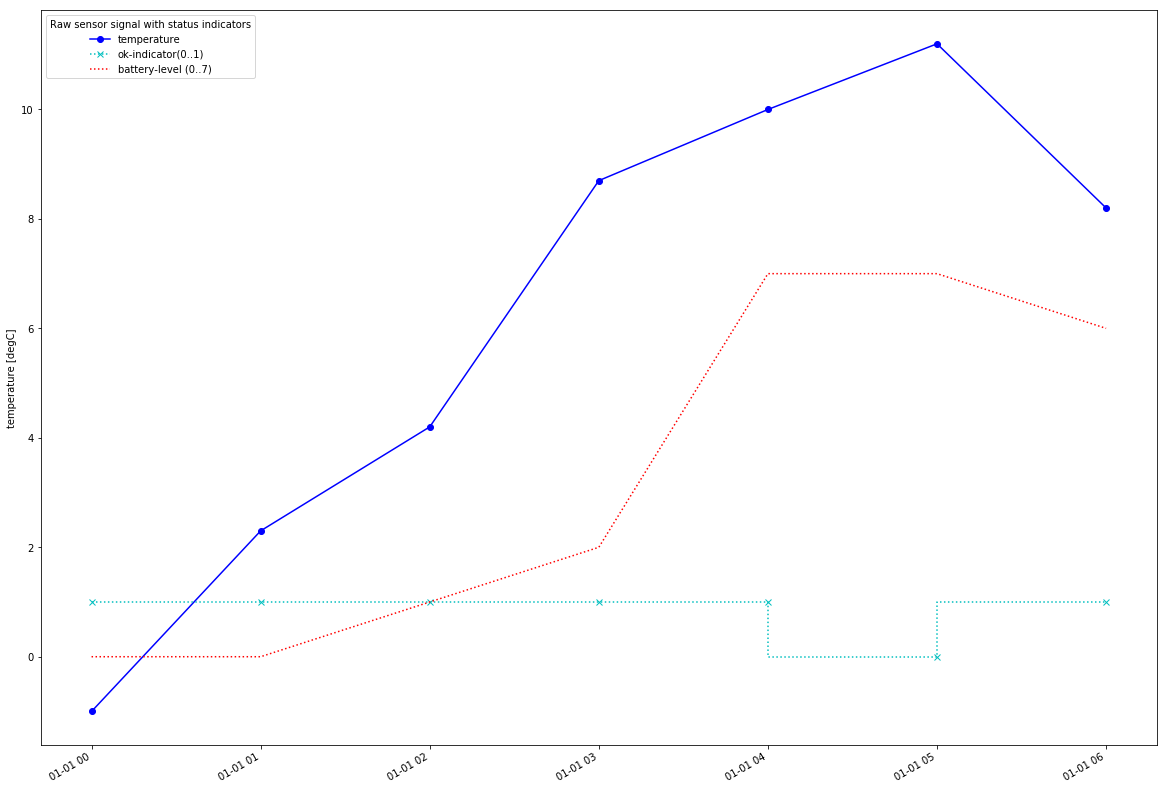 Raw sensor signal with status indicators
temperature
ok-indicator(0..1)
battery-level (0..7)
temperature [degC]
10
8
6
4
2
0
01-01 00
01-01 01
01-01 02
01-01 03
01-01 04
01-01 05
01-01 06